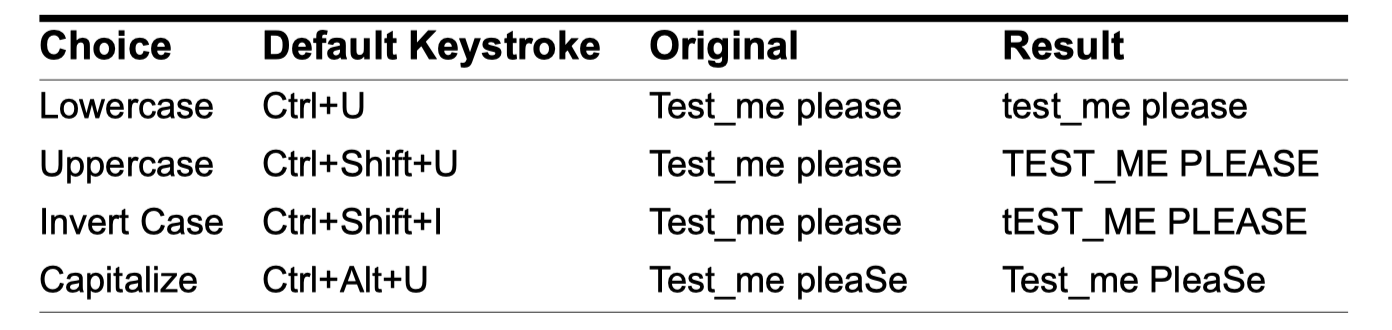 Choice Default Keystroke Original Result
Lowercase Ctrl+U Test_me please test_me please
Uppercase Ctrl+Shift+U Test_me please TEST_ME PLEASE
Invert Case Ctrl+Shift+I Test_me please tEST_ME PLEASE
Capitalize Ctrl+Alt+U Test_me pleaSe Test_me PleaSe